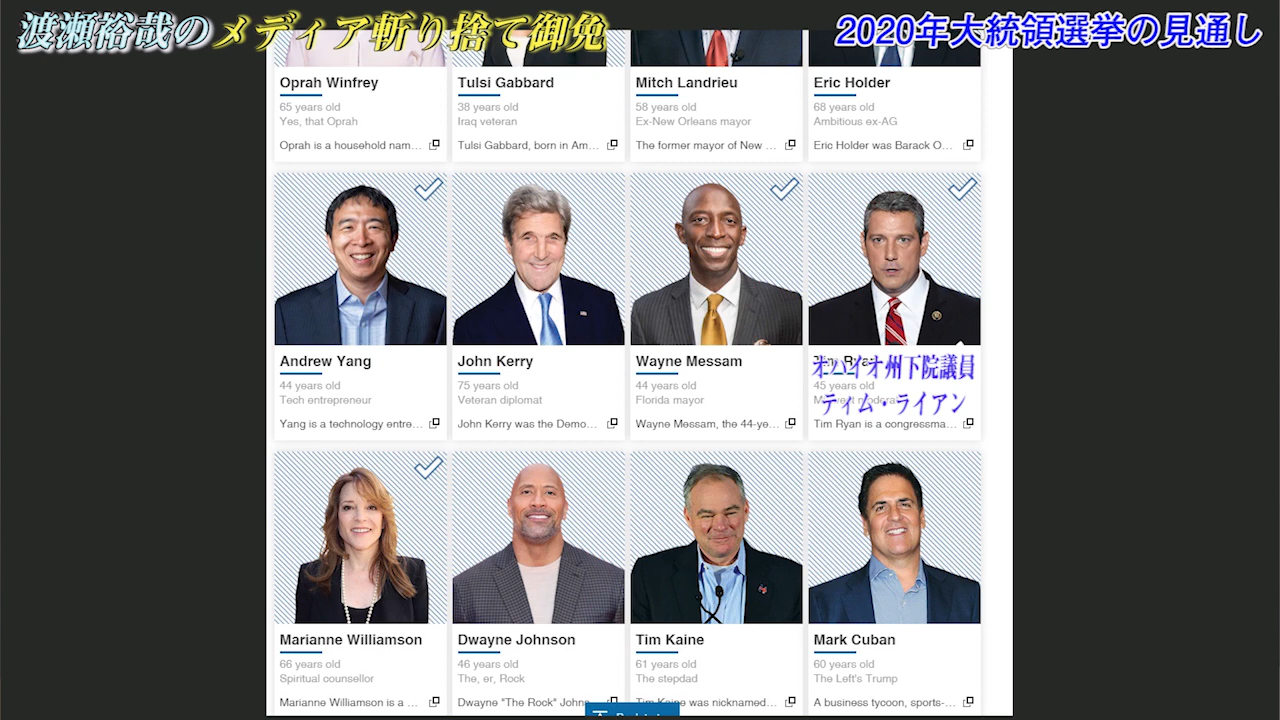 渡瀬裕哉のメディア斬り捨て御免
2020年大統領選挙の見通し
Oprah Winfrey
65 years old
Yes, that Oprah
Oprah is a household nam...
Tulsi Gabbard
38 years old
Iraq veteran
Tulsi Gabbard, born in Am...
Mitch Landrieu
58 years old
Ex-New Orleans mayor
The former mayor of New ...
Eric Holder
68 years old
Ambitious ex-AG
Eric Holder was Barack O...
Andrew Yang
44 years old
Tech entrepreneur
Yang is a technology entre...
John Kerry
75 years old
Veteran diplomat
John Kerry was the Demo...
Wayne Messam
44 years old
Florida mayor
Wayne Messam, the 44-ye...
オハイオ州下院議員
45 years old
ティム・ライアン
Tim Ryan is a congressma...
Marianne Williamson
66 years old
Spiritual counsellor
Marianne Williamson is a ...
Dwayne Johnson
46 years old
The, er, Rock
Dwayne "The Rock" Johns
Tim Kaine
61 years old
The stepdad
Tim Kaine was nicknamed...
Mark Cuban
60 years old
The Left's Trump
A business tycoon, sports-...